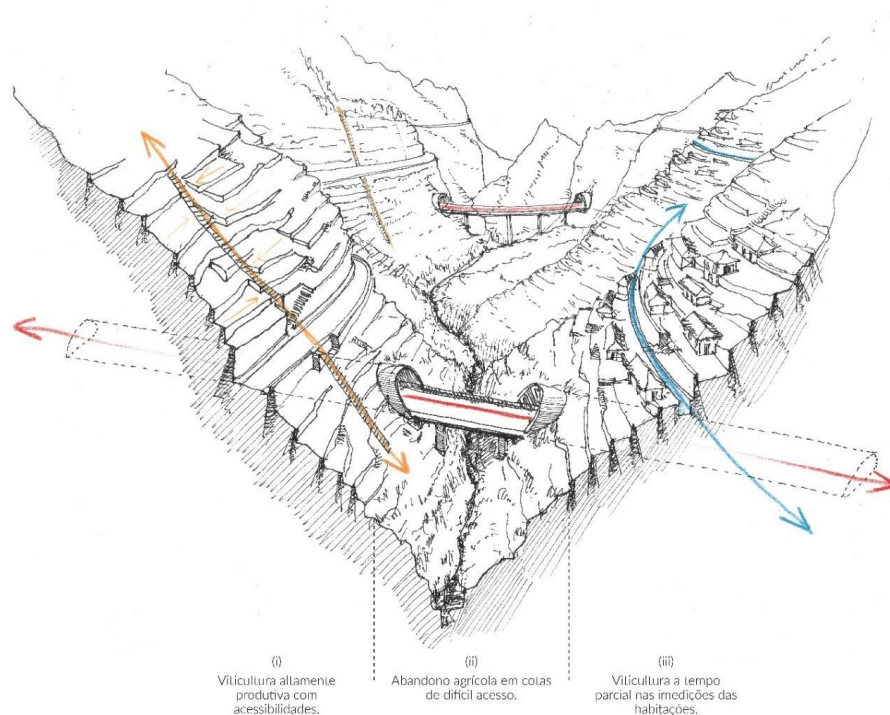 (i)
Viticultura altamente
produtiva com
acessibilidades.
(ii)
Abandono agrícola em cotas
de difícil acesso.
(iii)
Viticultura a tempo
parcial nas imedições das
habitações.